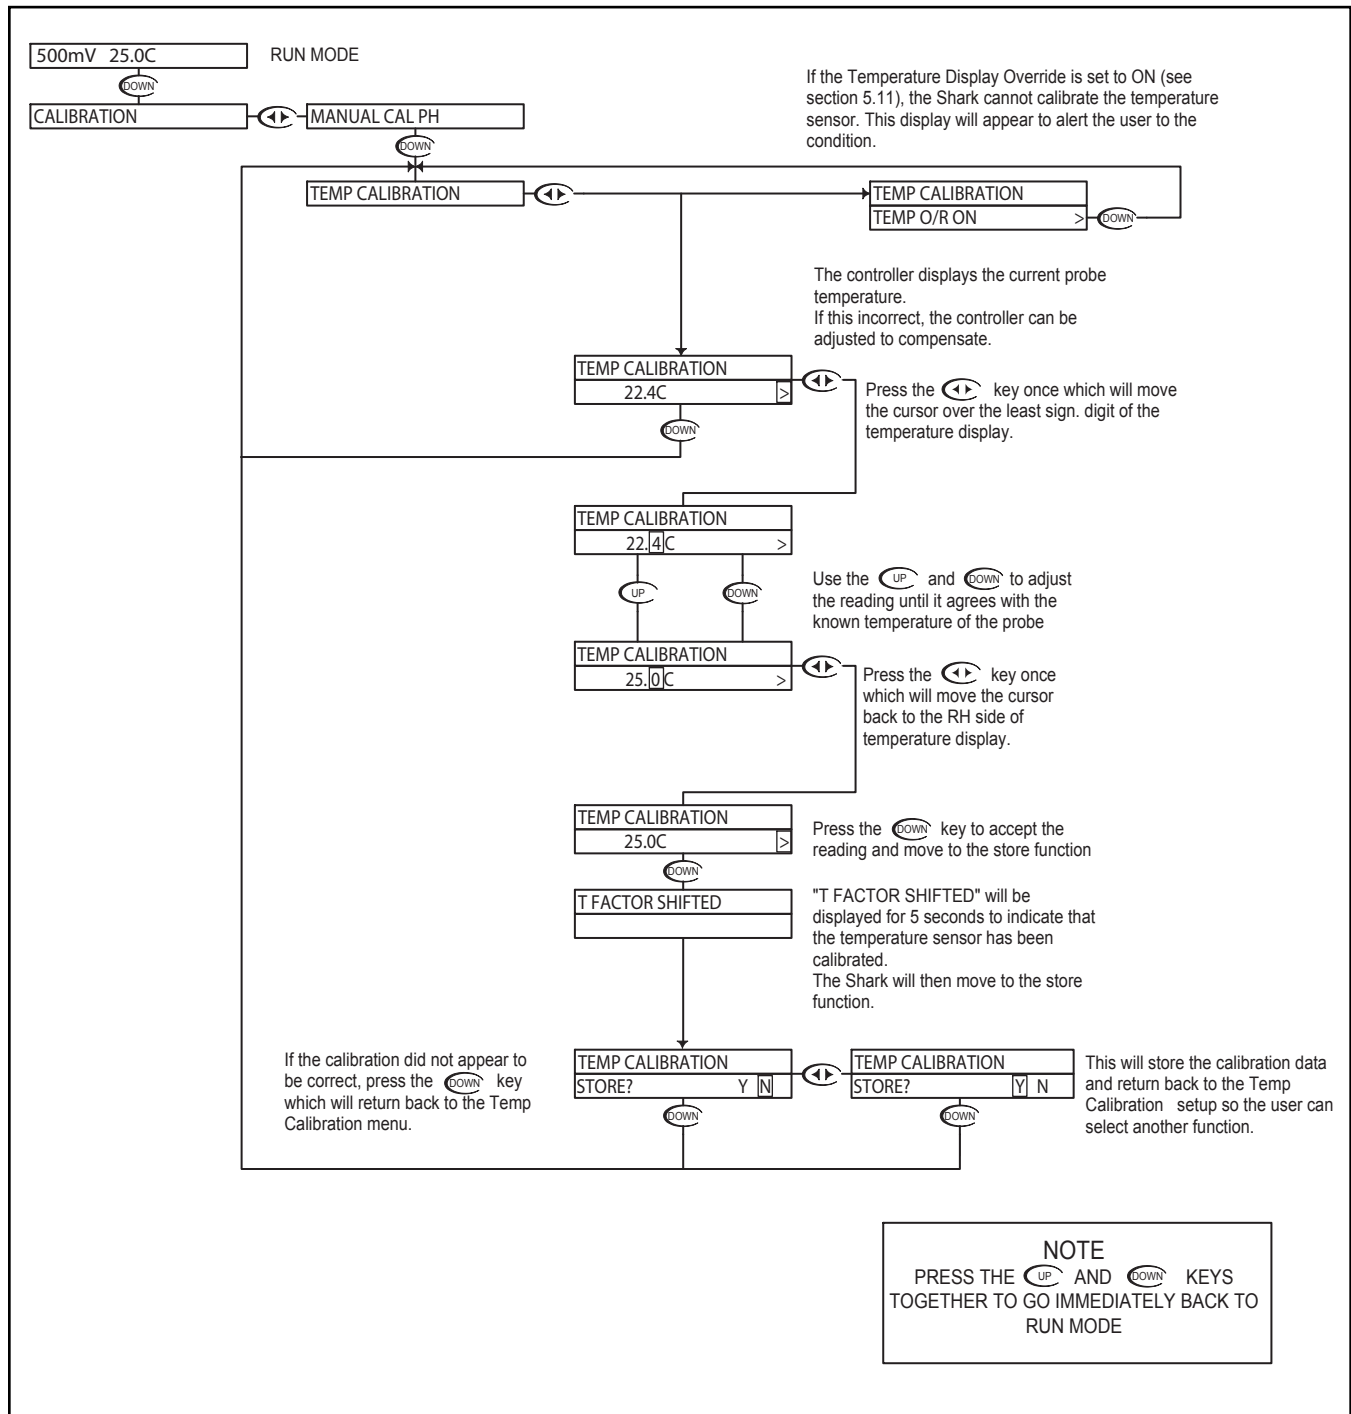 500mV 25.0C
RUN MODE
DOWN
CALIBRATION
MANUAL CAL PH
DOWN
If the Temperature Display Override is set to ON (see
section 5.11), the Shark cannot calibrate the temperature
sensor. This display will appear to alert the user to the
condition.
TEMP CALIBRATION
TEMP CALIBRATION
TEMP O/R ON >
DOWN
The controller displays the current probe
temperature.
If this incorrect, the controller can be
adjusted to compensate.
TEMP CALIBRATION
22.4C >
DOWN
Press the key once which will move
the cursor over the least sign. digit of the
temperature display.
TEMP CALIBRATION
22.4C >
UP
DOWN
Use the UP and DOWN to adjust
the reading until it agrees with the
known temperature of the probe
TEMP CALIBRATION
25.0C >
Press the key once
which will move the cursor
back to the RH side of
temperature display.
TEMP CALIBRATION
25.0C >
DOWN
Press the DOWN key to accept the
reading and move to the store function
T FACTOR SHIFTED
"T FACTOR SHIFTED" will be
displayed for 5 seconds to indicate that
the temperature sensor has been
calibrated.
The Shark will then move to the store
function.
If the calibration did not appear to
be correct, press the DOWN key
which will return back to the Temp
Calibration menu.
TEMP CALIBRATION
STORE? Y N
DOWN
TEMP CALIBRATION
STORE? Y N
DOWN
This will store the calibration data
and return back to the Temp
Calibration setup so the user can
select another function.
NOTE
PRESS THE UP AND DOWN KEYS
TOGETHER TO GO IMMEDIATELY BACK TO
RUN MODE